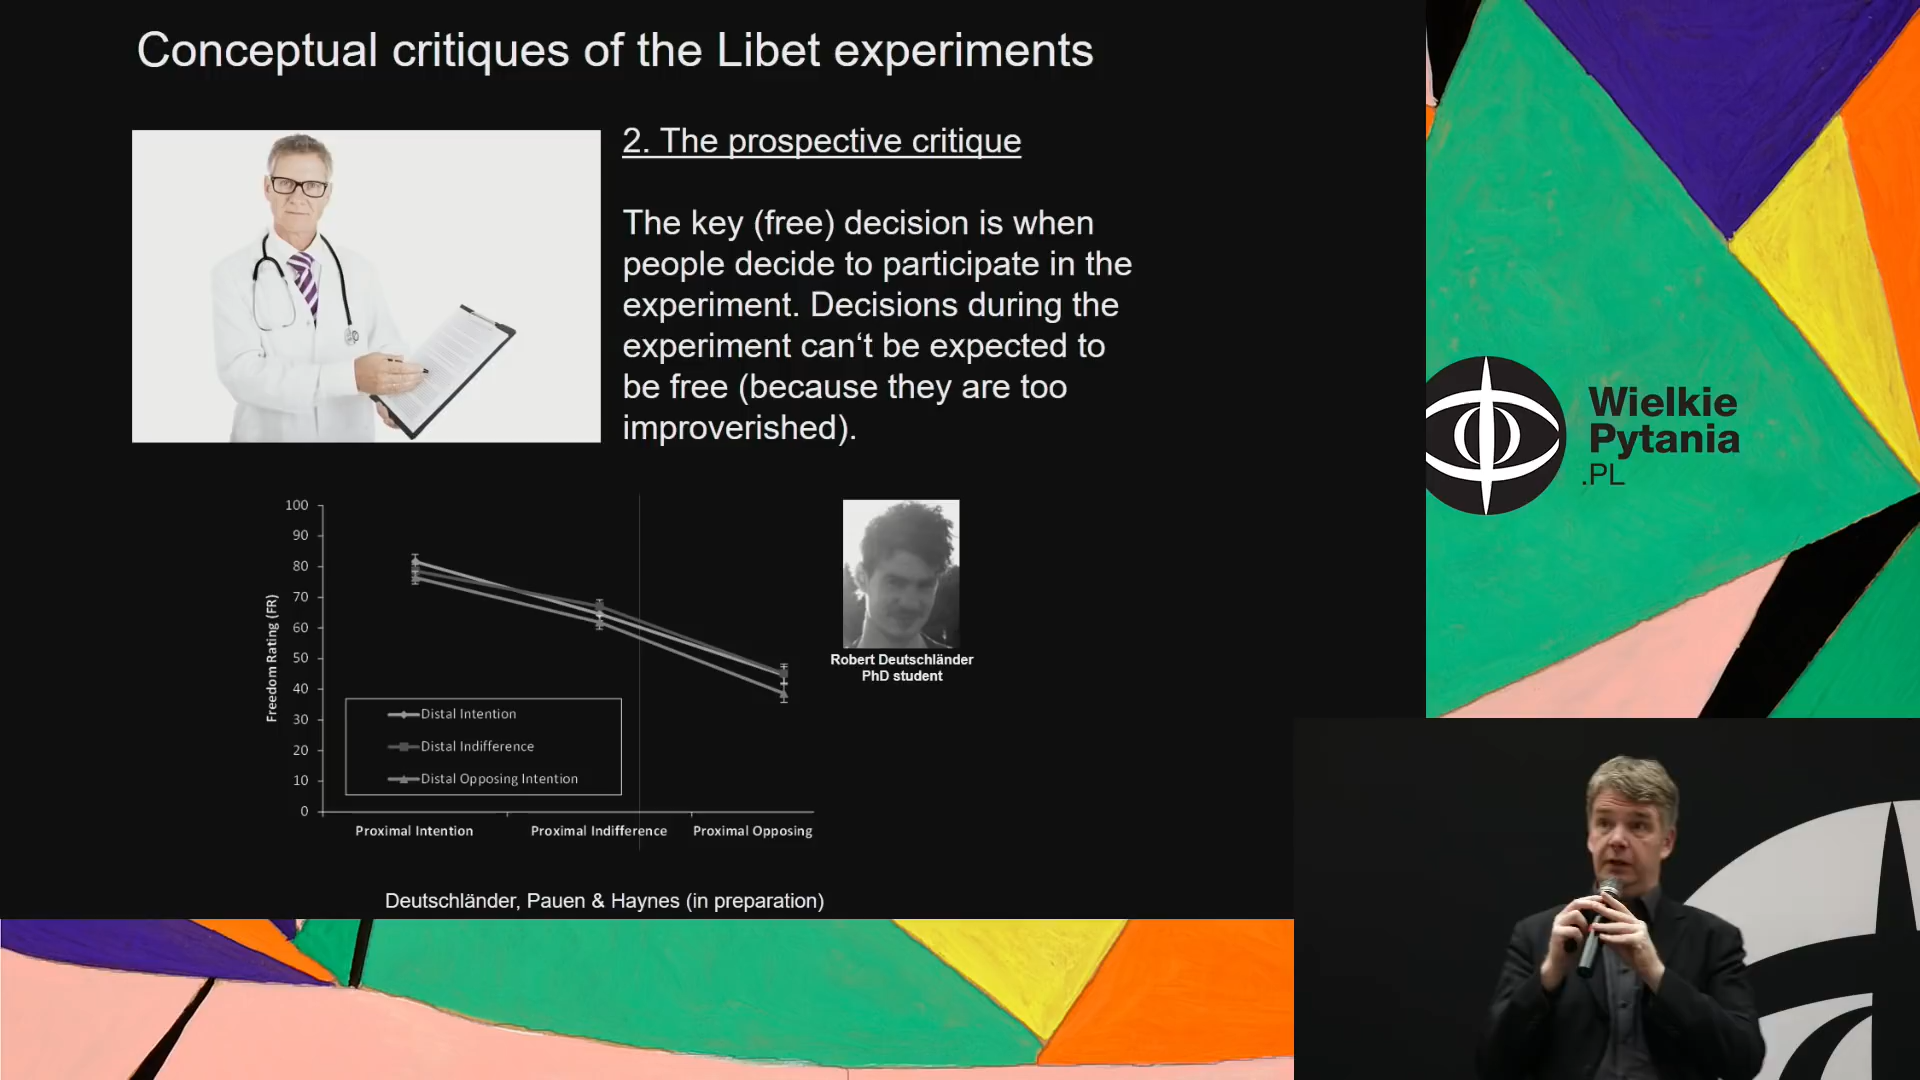 Conceptual critiques of the Libet experiments
2. The prospective critique
The key (free) decision is when
people decide to participate in the
experiment. Decisions during the
experiment can‘t be expected to
be free (because they are too
improverished).
100
90
80
70
60
50
40
30
20
10
0
Freedom Rating (FR)
Distal Intention
Distal Indifference
Distal Opposing Intention
Proximal Intention
Proximal Indifference
Proximal Opposing
Robert Deutschländer
PhD student
Deutschländer, Pauen & Haynes (in preparation)
Wielkie
Pytania
.PL